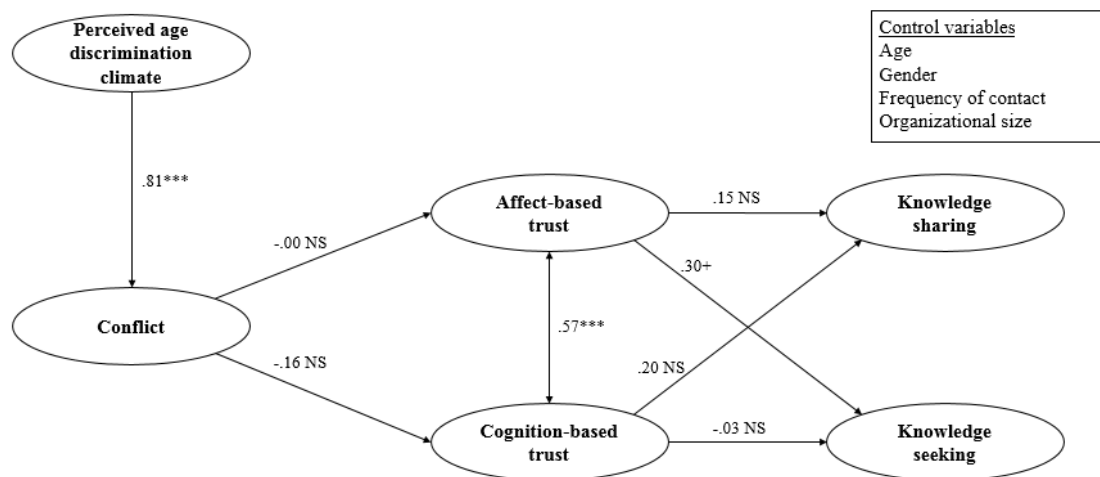 Perceived age
discrimination
climate
Control variables
Age
Gender
Frequency of contact
Organizational size
.81***
Affect-based
trust
.15 NS
Knowledge
sharing
-.00 NS
.30+
Conflict
.57***
-.16 NS
.20 NS
Cognition-based
trust
-.03 NS
Knowledge
seeking